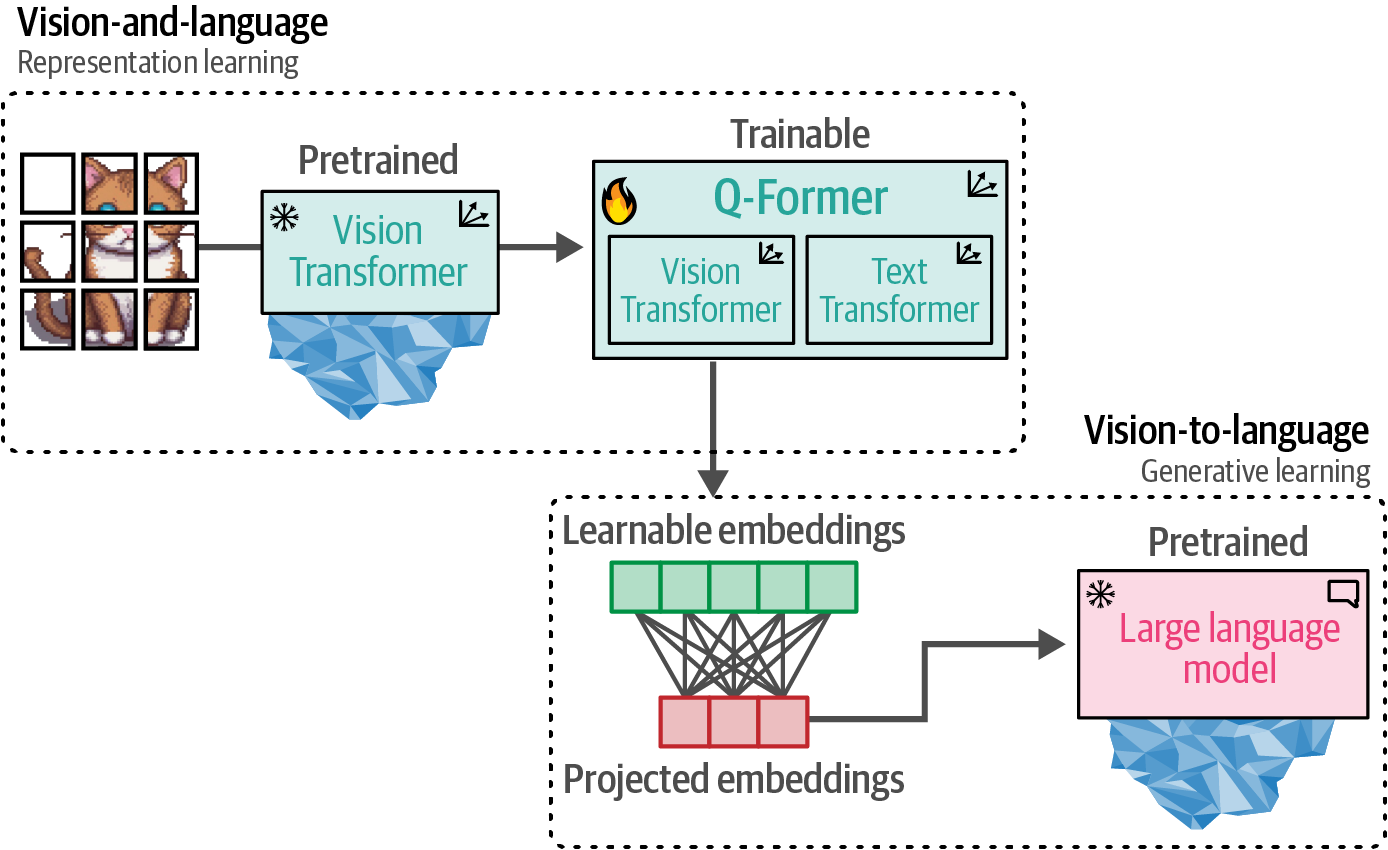 Vision-and-language
Representation learning
Pretrained
Vision
Transformer
Trainable
Q-Former
Vision
Transformer
Text
Transformer
Vision-to-language
Generative learning
Learnable embeddings
Projected embeddings
Pretrained
Large language
model